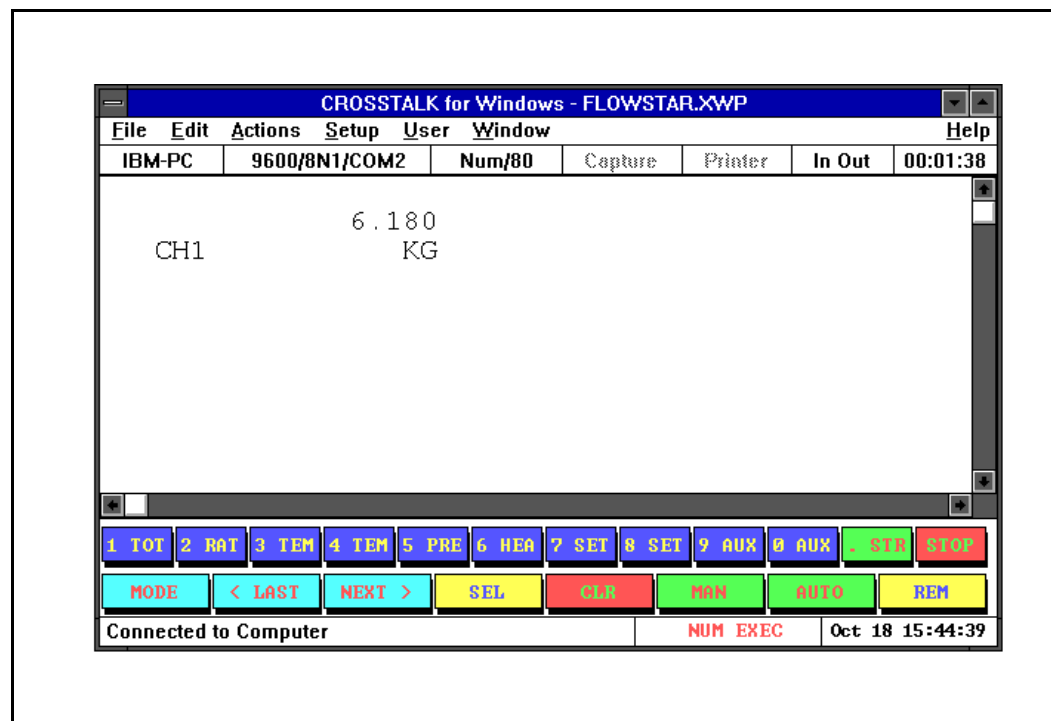 CROSSTALK for Windows - FLOWSTAR.XWP
File Edit Actions Setup User Window Help
IBM-PC 9600/8N1/COM2 Num/80 Capture Printer In Out 00:01:38
6.180
CH1 KG
1 TOT 2 RAT 3 TEM 4 TEM 5 PRE 6 HEA 7 SET 8 SET 9 AUX 0 AUX . STR STOP
MODE < LAST NEXT > SEL CLR MAN AUTO REM
Connected to Computer NUM EXEC Oct 18 15:44:39